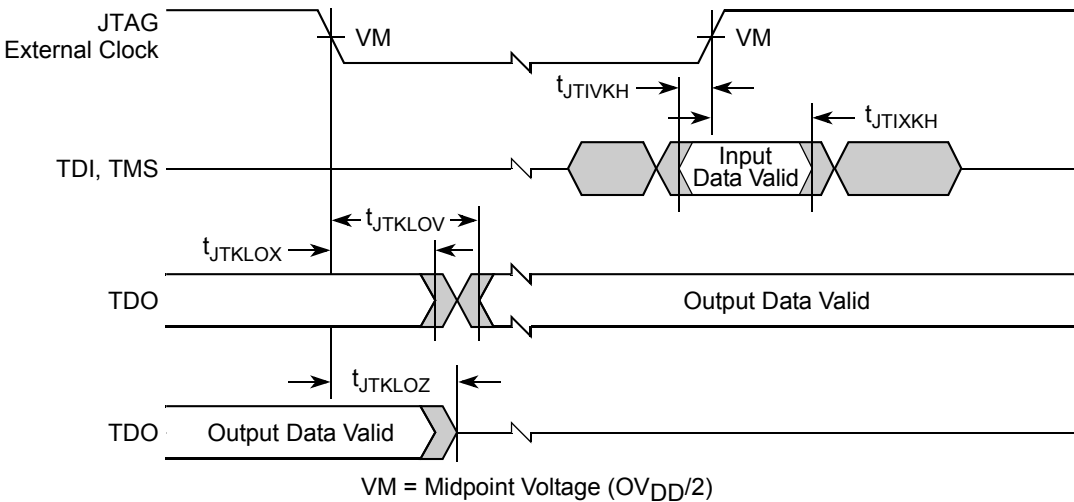 JTAG
External Clock
VM
VM
tJTIVKH
tJTIXKH
TDI, TMS
Input
Data Valid
tJTKLOV
tJTKLOX
TDO
Output Data Valid
tJTKLOZ
TDO
Output Data Valid
VM = Midpoint Voltage (OVDD/2)